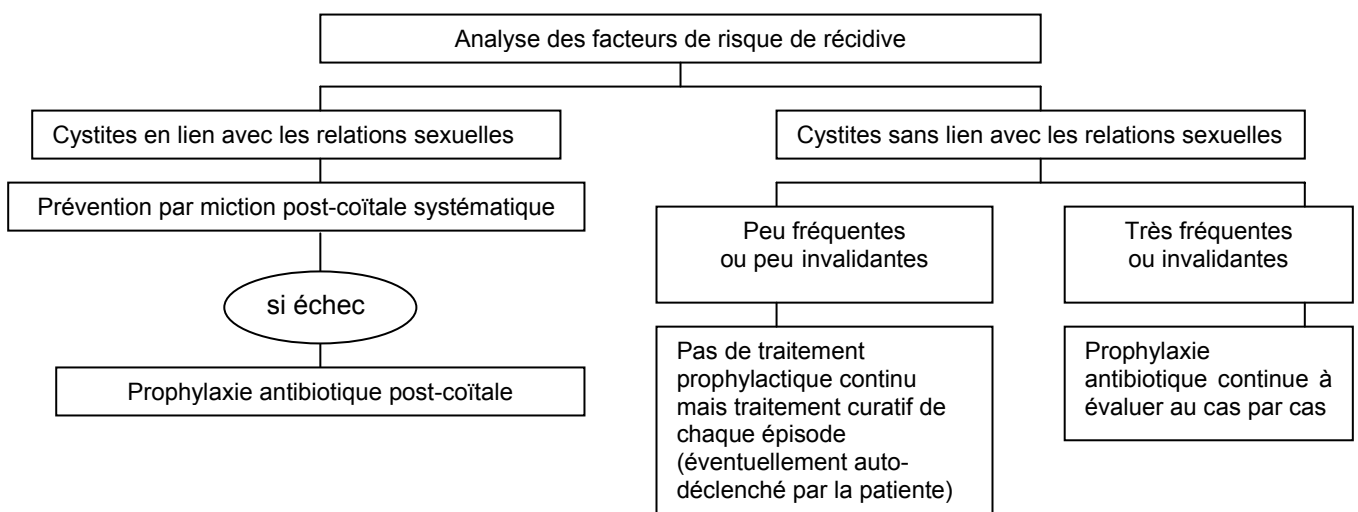 Analyse des facteurs de risque de récidive
Cystites en lien avec les relations sexuelles
Cystites sans lien avec les relations sexuelles
Prévention par miction post-coïtale systématique
Peu fréquentes
ou peu invalidantes
Très fréquentes
ou invalidantes
si échec
Prophylaxie antibiotique post-coïtale
Pas de traitement
prophylactique continu
mais traitement curatif de
chaque épisode
(éventuellement auto-
déclenché par la patiente)
Prophylaxie
antibiotique continue à
évaluer au cas par cas